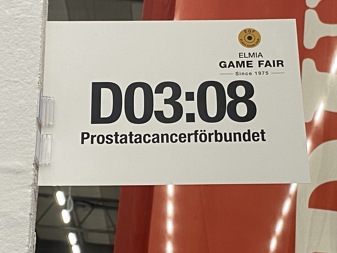 ELMIA
GAME FAIR
Since 1975
D03:08
Prostatacancerförbundet